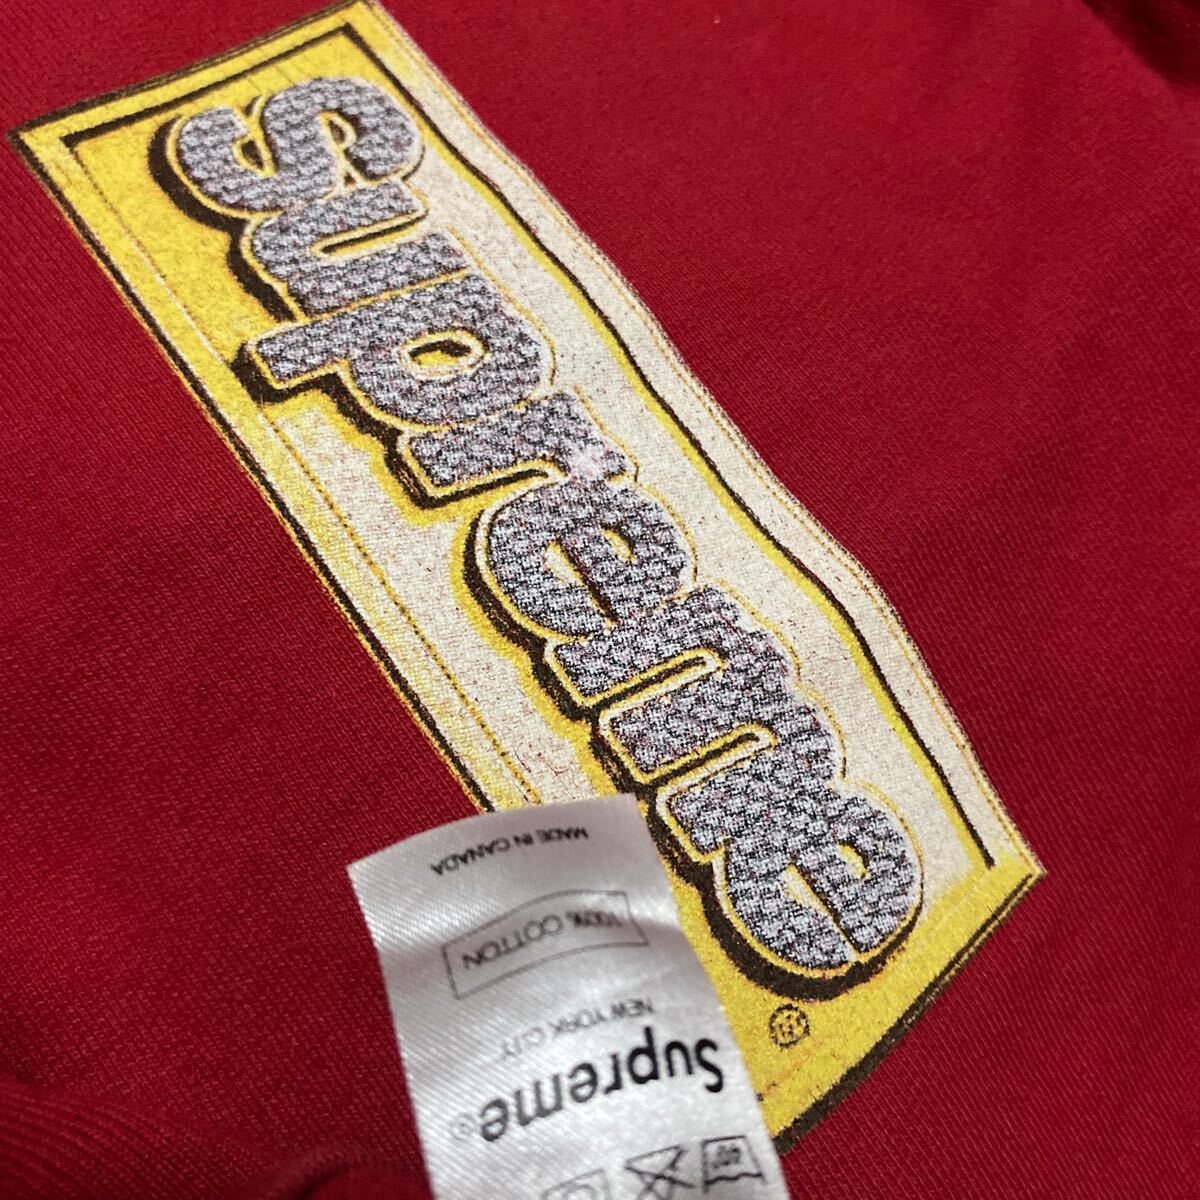 Supreme
®
Supreme®
NEW YORK CITY
100% COTTON
MADE IN CANADA